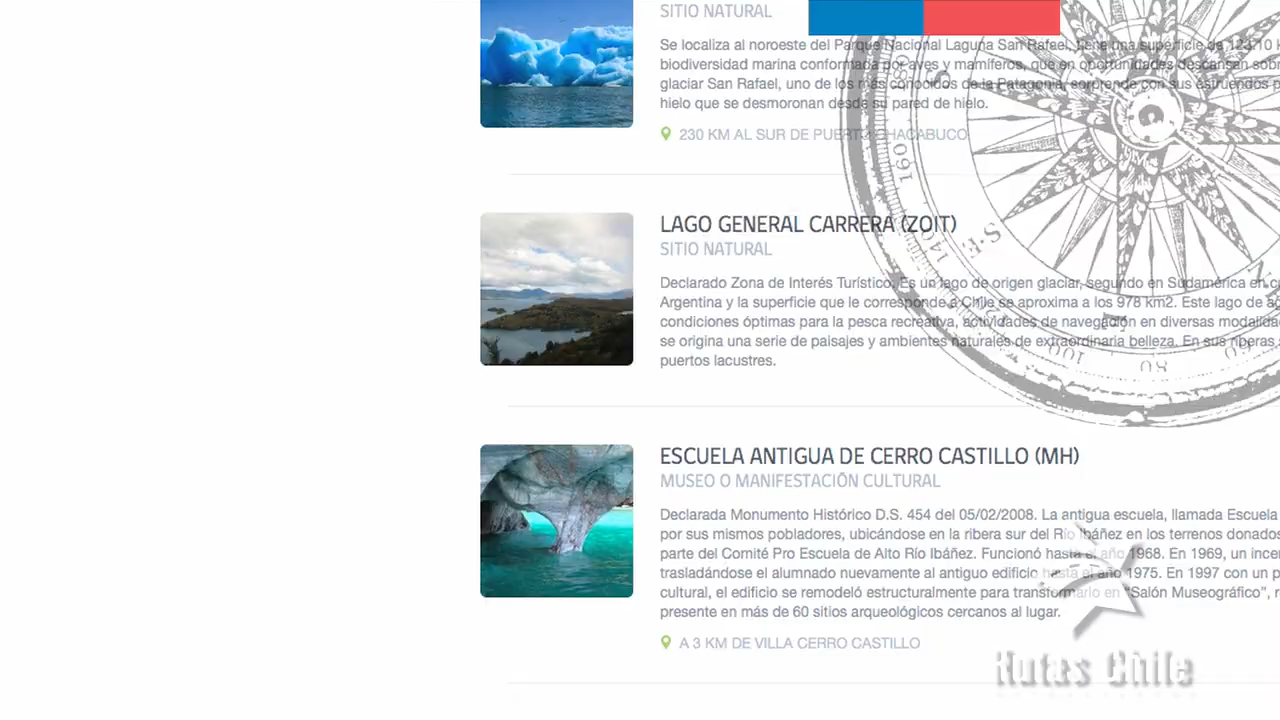 SITIO NATURAL
Se localiza al noroeste del Parque Nacional Laguna San Rafael, tiene una superficie de 123,10 k
biodiversidad marina conformada por aves y mamíferos, que en oportunidades descansan sobr
glaciar San Rafael, uno de los más conocidos de la Patagonia, sorprende con sus estruendos p
hielo que se desmoronan desde su pared de hielo.
230 KM AL SUR DE PUERTO CHACABUCO
LAGO GENERAL CARRERA (ZOIT)
SITIO NATURAL
Declarado Zona de Interés Turístico. Es un lago de origen glaciar, segundo en Sudamérica en c
Argentina y la superficie que le corresponde a Chile se aproxima a los 978 km2. Este lago de a
condiciones óptimas para la pesca recreativa, actividades de navegación en diversas modalida
se origina una serie de paisajes y ambientes naturales de extraordinaria belleza. En sus riberas
puertos lacustres.
ESCUELA ANTIGUA DE CERRO CASTILLO (MH)
MUSEO O MANIFESTACIÓN CULTURAL
Declarada Monumento Histórico D.S. 454 del 05/02/2008. La antigua escuela, llamada Escuela
por sus mismos pobladores, ubicándose en la ribera sur del Río Ibáñez en los terrenos donados
parte del Comité Pro Escuela de Alto Río Ibáñez. Funcionó hasta el año 1968. En 1969, un incen
trasladándose el alumnado nuevamente al antiguo edificio hasta el año 1975. En 1997 con un p
cultural, el edificio se remodeló estructuralmente para transformarlo en "Salón Museográfico", r
presente en más de 60 sitios arqueológicos cercanos al lugar.
A 3 KM DE VILLA CERRO CASTILLO
Rutas Chile